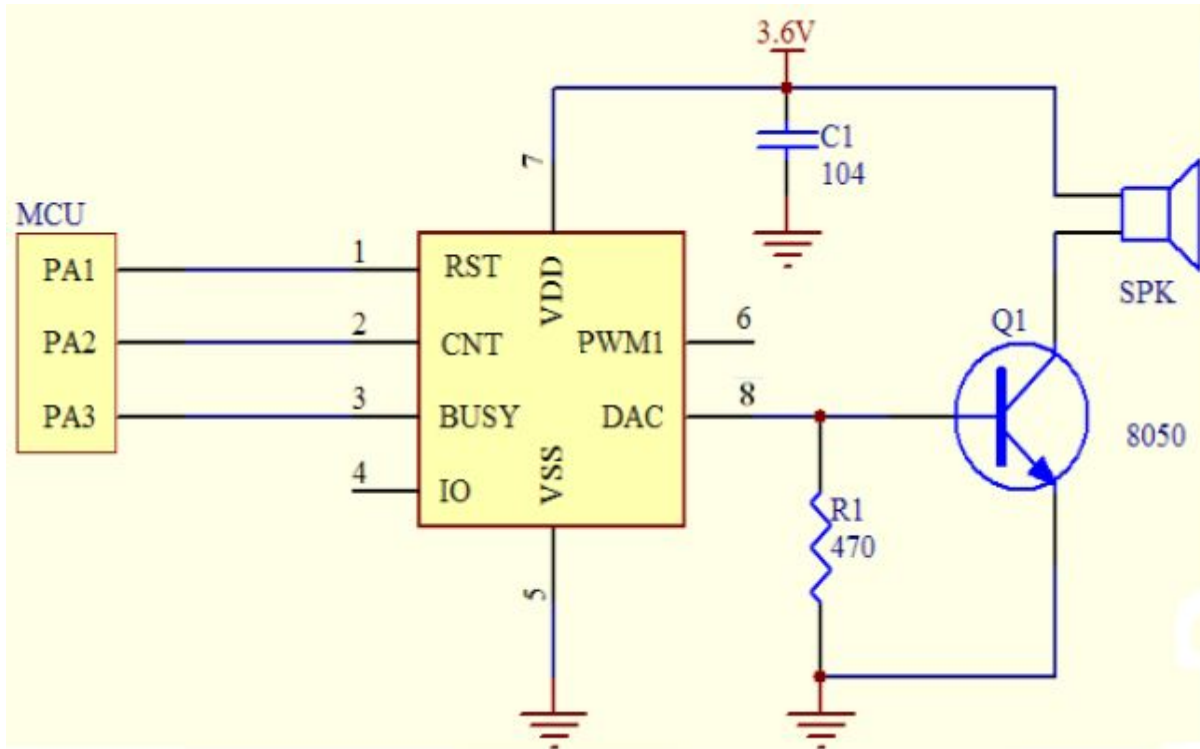 3.6V
C1
104
7
MCU
PA1
PA2
PA3
1
2
3
4
RST
CNT
BUSY
IO
VDD
VSS
PWM1
DAC
6
8
5
Q1
8050
SPK
R1
470